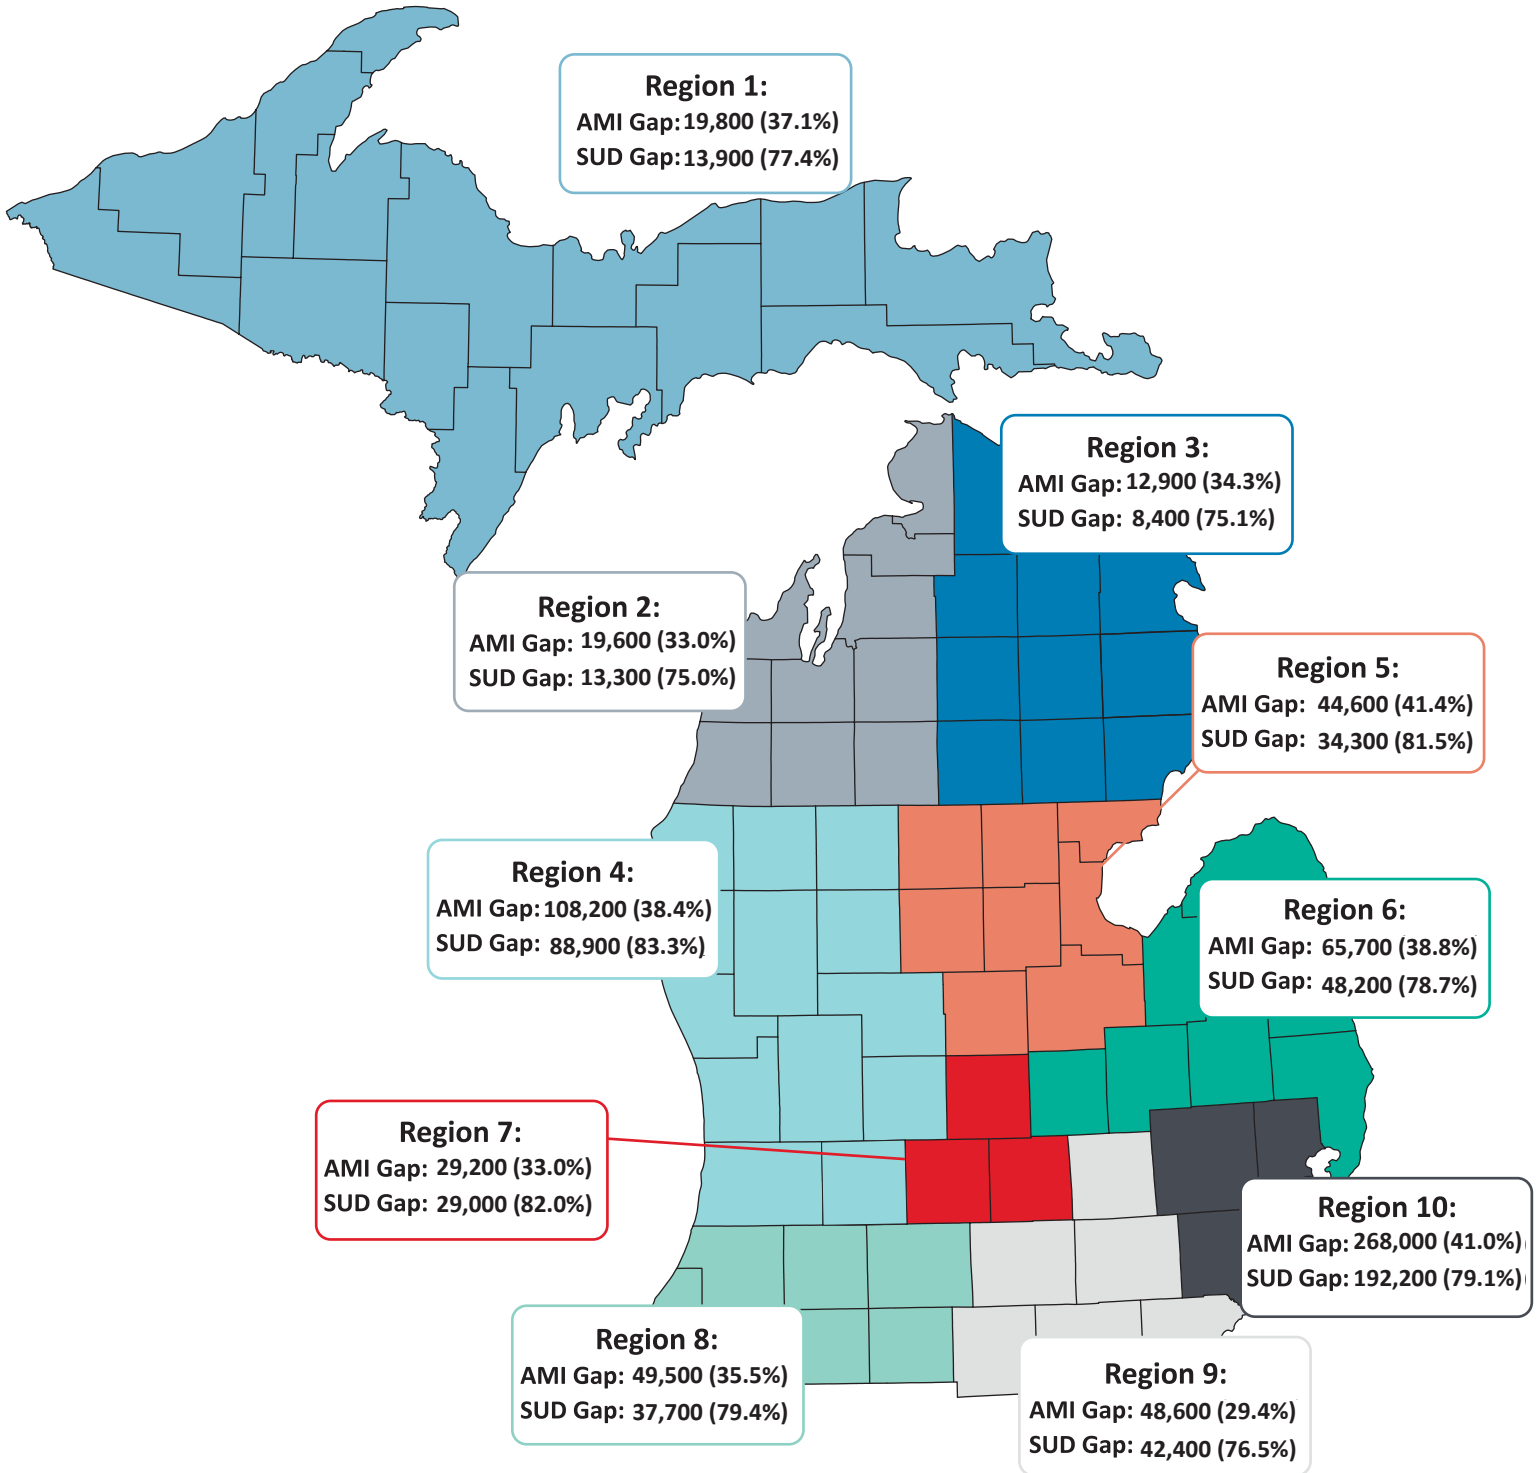 Region 1:
AMI Gap: 19,800 (37.1%)
SUD Gap: 13,900 (77.4%)
Region 3:
AMI Gap: 12,900 (34.3%)
SUD Gap: 8,400 (75.1%)
Region 2:
AMI Gap: 19,600 (33.0%)
SUD Gap: 13,300 (75.0%)
Region 5:
AMI Gap: 44,600 (41.4%)
SUD Gap: 34,300 (81.5%)
Region 4:
AMI Gap: 108,200 (38.4%)
SUD Gap: 88,900 (83.3%)
Region 6:
AMI Gap: 65,700 (38.8%)
SUD Gap: 48,200 (78.7%)
Region 7:
AMI Gap: 29,200 (33.0%)
SUD Gap: 29,000 (82.0%)
Region 10:
AMI Gap: 268,000 (41.0%)
SUD Gap: 192,200 (79.1%)
Region 8:
AMI Gap: 49,500 (35.5%)
SUD Gap: 37,700 (79.4%)
Region 9:
AMI Gap: 48,600 (29.4%)
SUD Gap: 42,400 (76.5%)